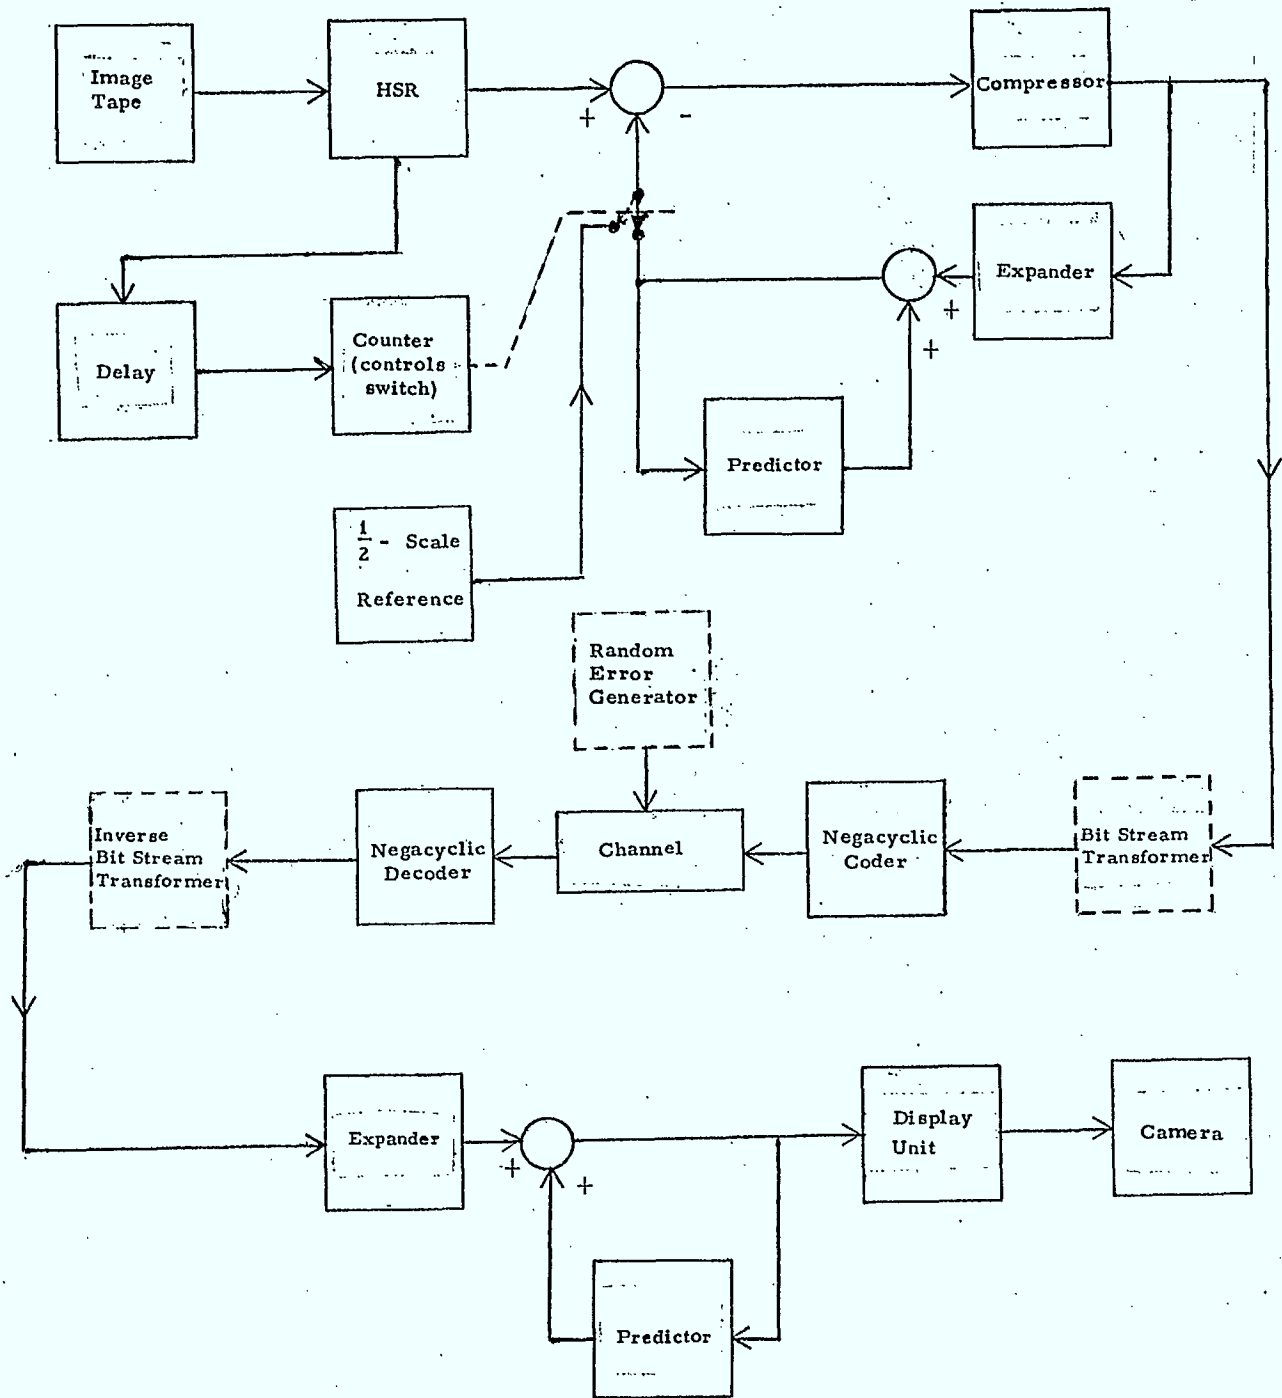 Image
Tape
HSR
+
-
Compressor
Expander
+
+
Delay
Counter
(controls
switch)
Predictor
1/2 - Scale
Reference
Random
Error
Generator
Inverse
Bit Stream
Transformer
Negacyclic
Decoder
Channel
Negacyclic
Coder
Bit Stream
Transformer
Expander
+
+
Display
Unit
Camera
Predictor